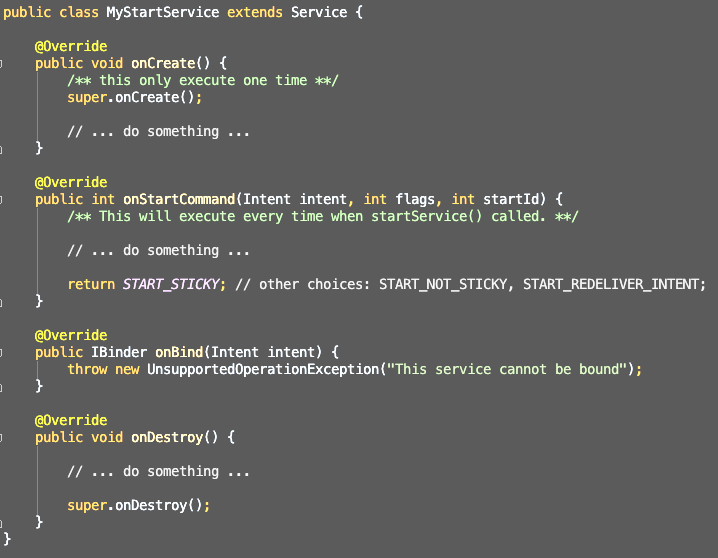 public class MyStartService extends Service {
@Override
public void onCreate() {
/** this only execute one time **/
super.onCreate();
// ... do something ...
}
@Override
public int onStartCommand(Intent intent, int flags, int startId) {
/** This will execute every time when startService() called. **/
// ... do something ...
return START_STICKY; // other choices: START_NOT_STICKY, START_REDELIVER_INTENT;
}
@Override
public IBinder onBind(Intent intent) {
throw new UnsupportedOperationException("This service cannot be bound");
}
@Override
public void onDestroy() {
// ... do something ...
super.onDestroy();
}
}